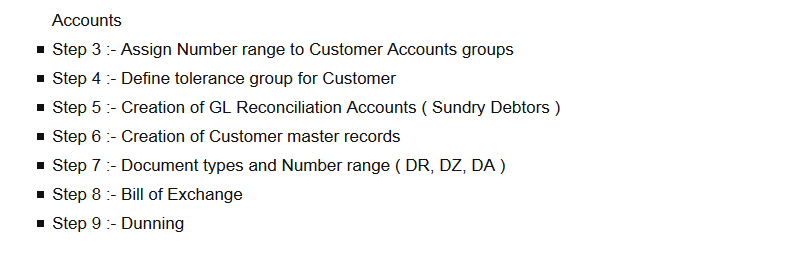 Accounts
▪ Step 3 :- Assign Number range to Customer Accounts groups
▪ Step 4 :- Define tolerance group for Customer
▪ Step 5 :- Creation of GL Reconciliation Accounts ( Sundry Debtors )
▪ Step 6 :- Creation of Customer master records
▪ Step 7 :- Document types and Number range ( DR, DZ, DA )
▪ Step 8 :- Bill of Exchange
▪ Step 9 :- Dunning